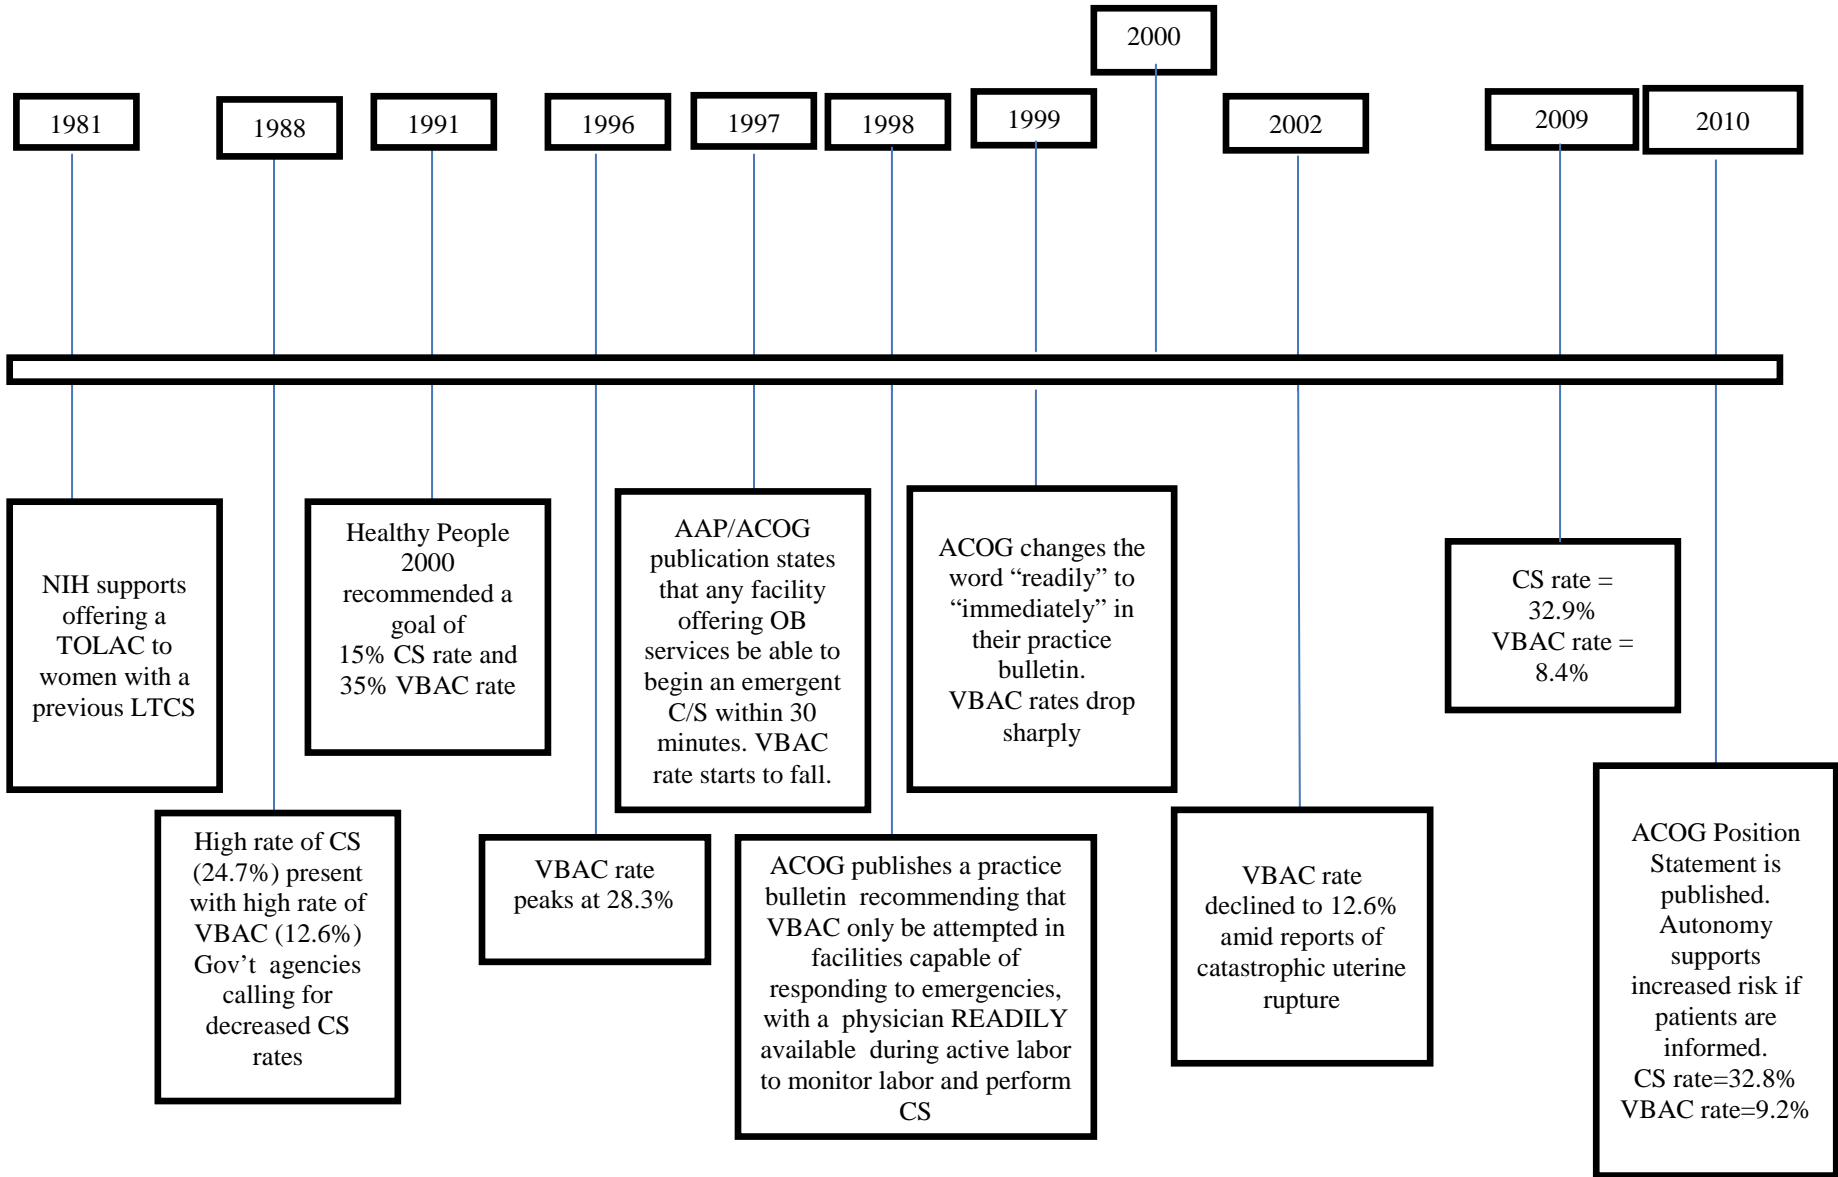 2000
1981
1988
1991
1996
1997
1998
1999
2002
2009
2010
NIH supports
offering a
TOLAC to
women with a
previous LTCS
High rate of CS
(24.7%) present
with high rate of
VBAC (12.6%)
Gov’t agencies
calling for
decreased CS
rates
Healthy People
2000
recommended a
goal of
15% CS rate and
35% VBAC rate
VBAC rate
peaks at 28.3%
AAP/ACOG
publication states
that any facility
offering OB
services be able to
begin an emergent
C/S within 30
minutes. VBAC
rate starts to fall.
ACOG publishes a practice
bulletin recommending that
VBAC only be attempted in
facilities capable of
responding to emergencies,
with a physician READILY
available during active labor
to monitor labor and perform
CS
ACOG changes the
word “readily” to
“immediately” in
their practice
bulletin.
VBAC rates drop
sharply
VBAC rate
declined to 12.6%
amid reports of
catastrophic uterine
rupture
CS rate =
32.9%
VBAC rate =
8.4%
ACOG Position
Statement is
published.
Autonomy
supports
increased risk if
patients are
informed.
CS rate=32.8%
VBAC rate=9.2%